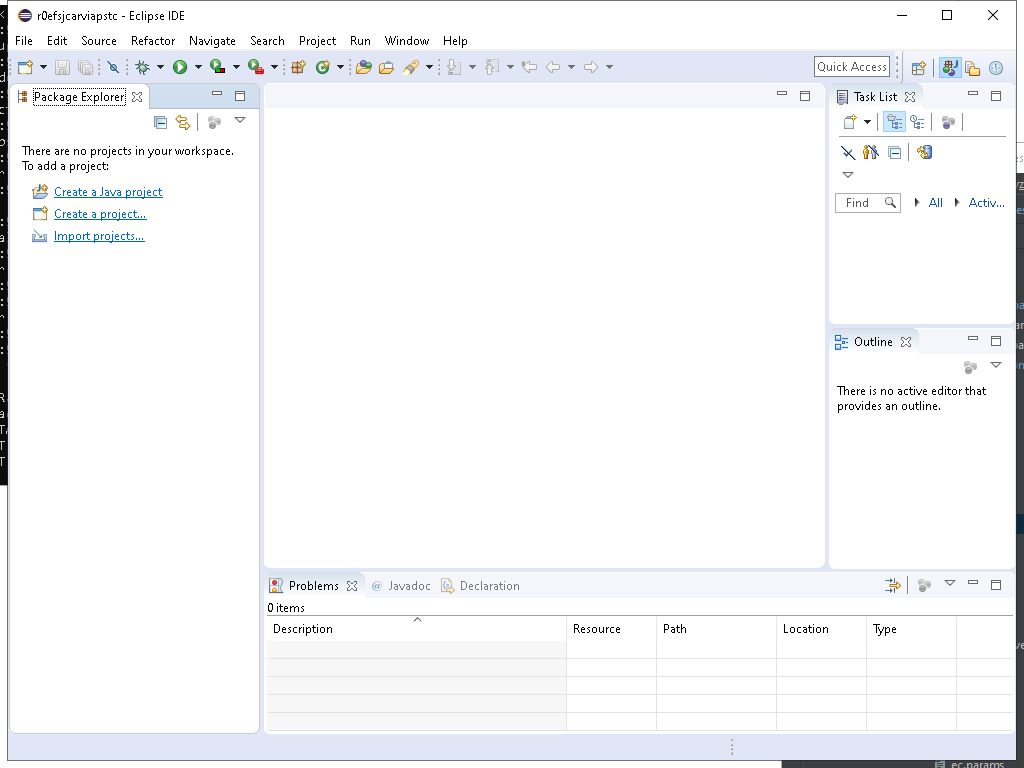 r0efsjcarviapstc - Eclipse IDE
File Edit Source Refactor Navigate Search Project Run Window Help
Quick Access
Package Explorer
There are no projects in your workspace.
To add a project:
Create a Java project
Create a project...
Import projects...
Task List
Find All Activ...
Outline
There is no active editor that
provides an outline.
Problems @ Javadoc Declaration
0 items
Description Resource Path Location Type
ec.params